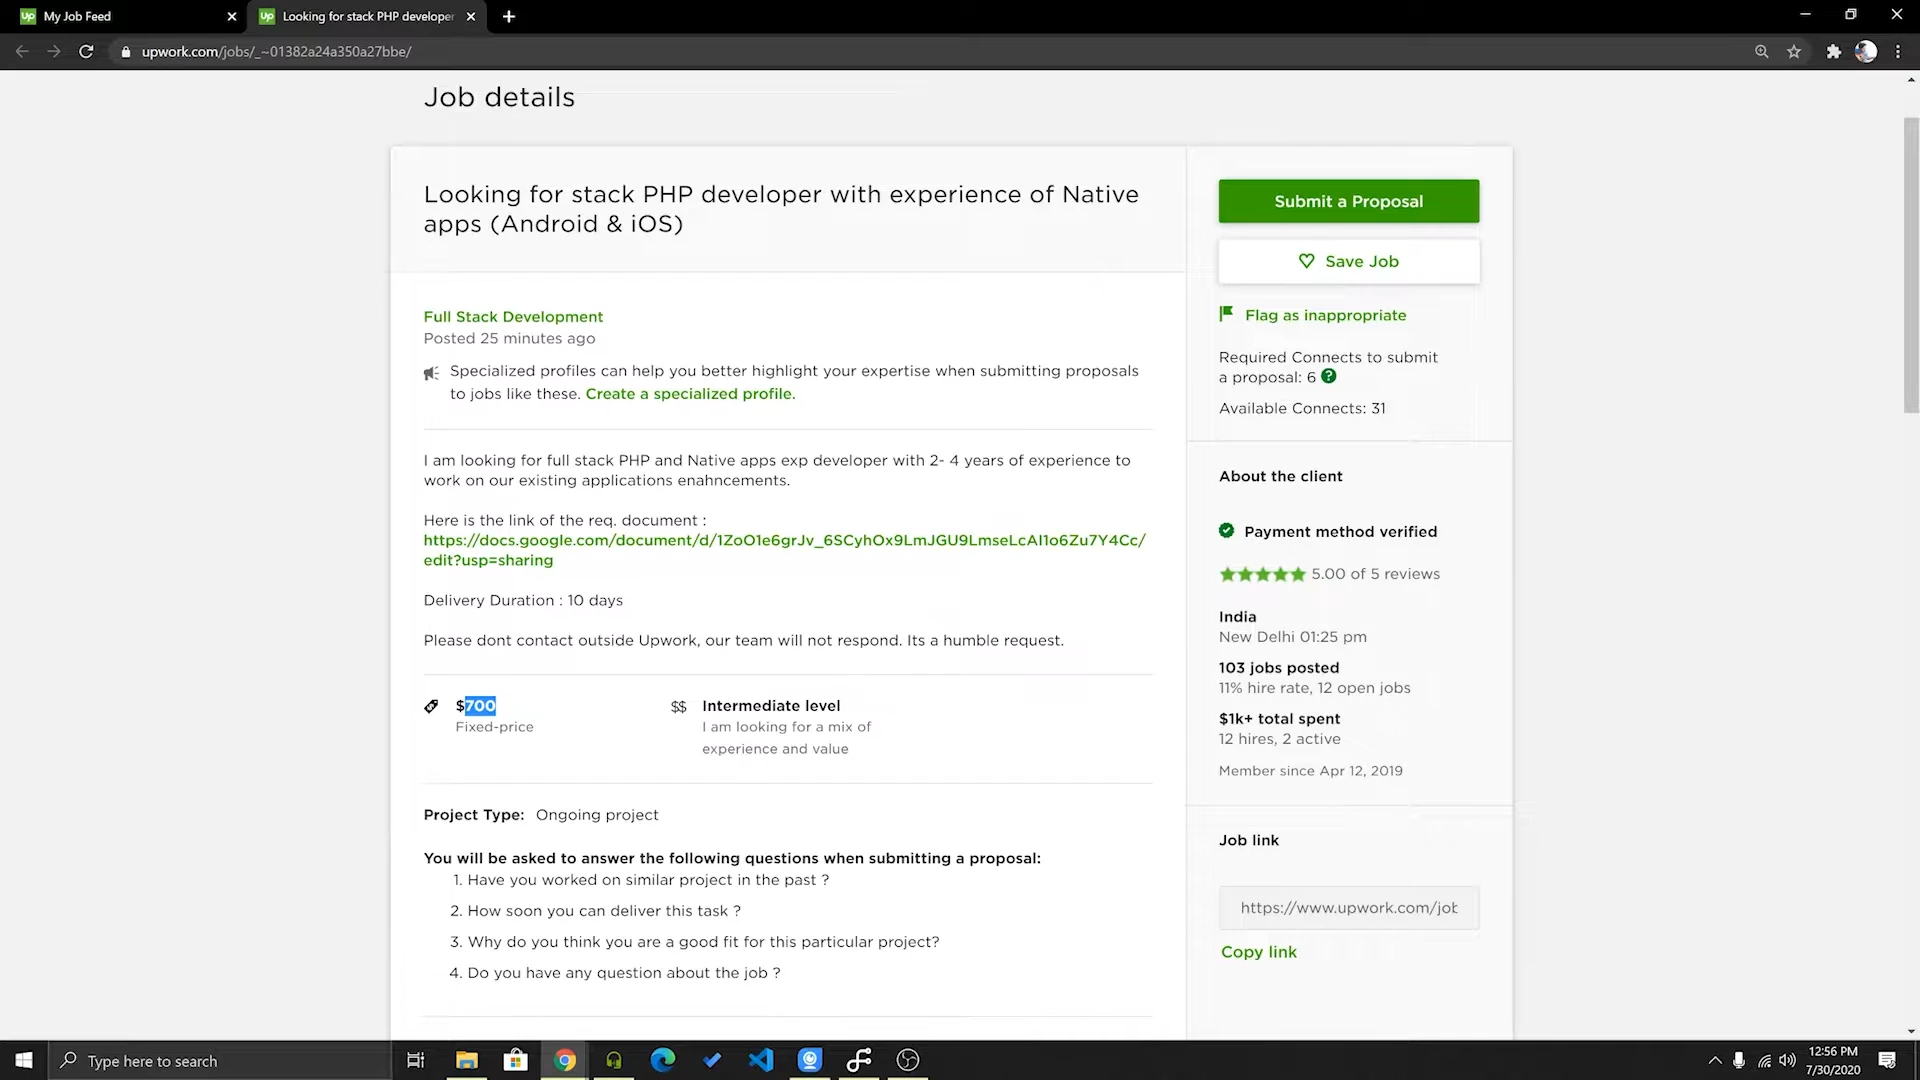 My Job Feed
Looking for stack PHP developer
upwork.com/jobs/_~01382a24a350a27bbe/
Job details
Looking for stack PHP developer with experience of Native
apps (Android & iOS)
Full Stack Development
Posted 25 minutes ago
Specialized profiles can help you better highlight your expertise when submitting proposals
to jobs like these. Create a specialized profile.
I am looking for full stack PHP and Native apps exp developer with 2- 4 years of experience to
work on our existing applications enahncements.
Here is the link of the req. document :
https://docs.google.com/document/d/1ZoO1e6grJv_6SCyhOx9LmJGU9LmseLcAI1o6Zu7Y4Cc/
edit?usp=sharing
Delivery Duration : 10 days
Please dont contact outside Upwork, our team will not respond. Its a humble request.
$700
Fixed-price
$$ Intermediate level
I am looking for a mix of
experience and value
Project Type: Ongoing project
You will be asked to answer the following questions when submitting a proposal:
1. Have you worked on similar project in the past ?
2. How soon you can deliver this task ?
3. Why do you think you are a good fit for this particular project?
4. Do you have any question about the job ?
Submit a Proposal
Save Job
Flag as inappropriate
Required Connects to submit
a proposal: 6
Available Connects: 31
About the client
Payment method verified
5.00 of 5 reviews
India
New Delhi 01:25 pm
103 jobs posted
11% hire rate, 12 open jobs
$1k+ total spent
12 hires, 2 active
Member since Apr 12, 2019
Job link
https://www.upwork.com/job
Copy link
Type here to search
12:56 PM
7/30/2020